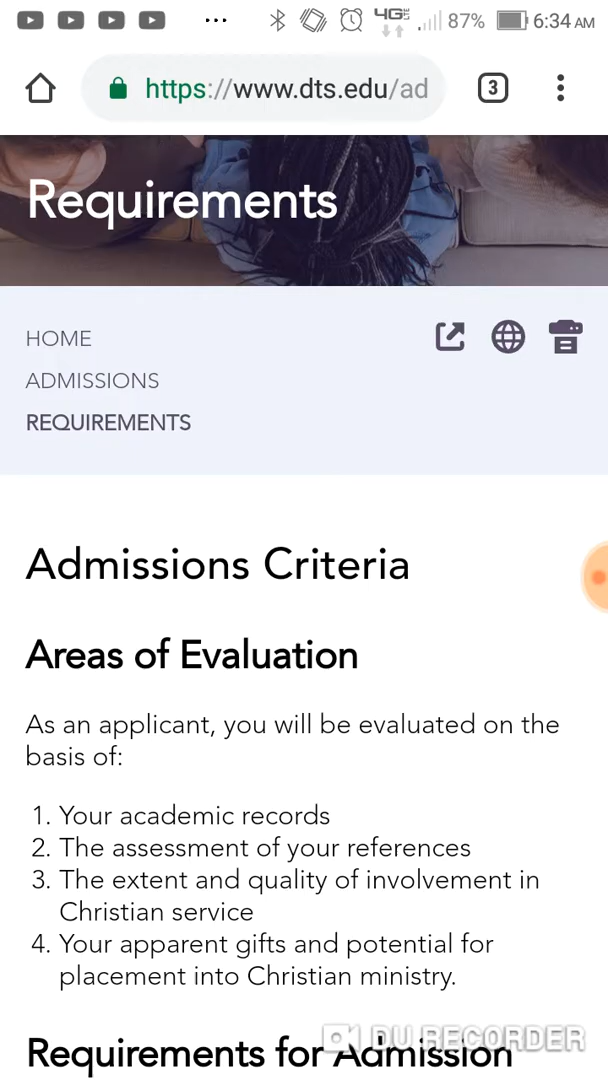 4G LTE 87% 6:34 AM
https://www.dts.edu/ad 3
Requirements
HOME
ADMISSIONS
REQUIREMENTS
Admissions Criteria
Areas of Evaluation
As an applicant, you will be evaluated on the
basis of:
1. Your academic records
2. The assessment of your references
3. The extent and quality of involvement in
Christian service
4. Your apparent gifts and potential for
placement into Christian ministry.
DU RECORDER
Requirements for Admission